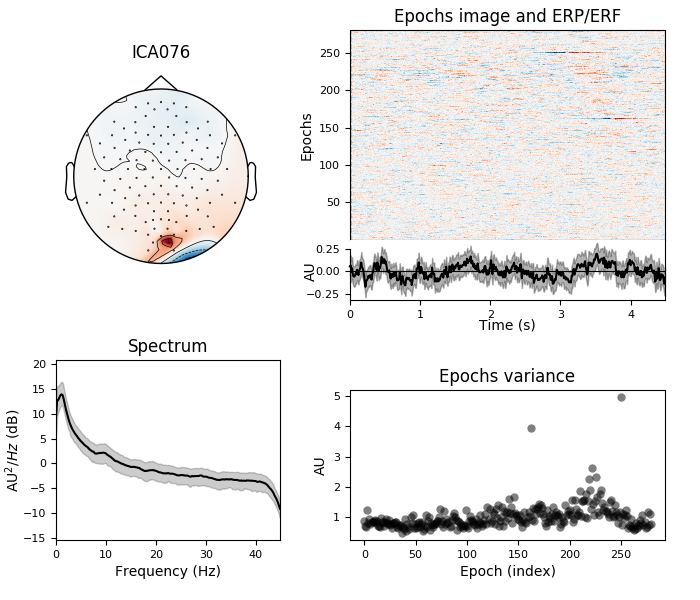 ICA076
Epochs image and ERP/ERF
Epochs
250
200
150
100
50
AU
0.25
0.00
−0.25
0 1 2 3 4
Time (s)
Spectrum
AU²/Hz (dB)
20
15
10
5
0
−5
−10
−15
0 10 20 30 40
Frequency (Hz)
Epochs variance
AU
5
4
3
2
1
0 50 100 150 200 250
Epoch (index)